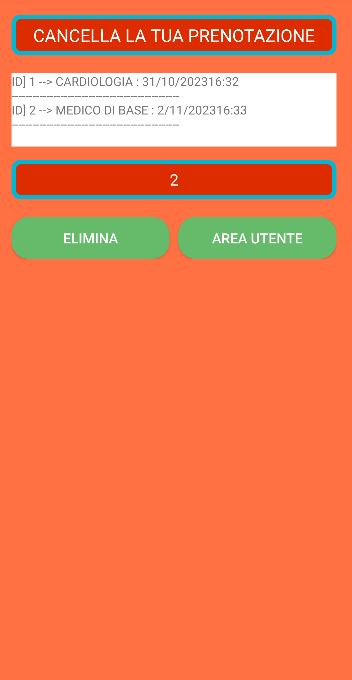 CANCELLA LA TUA PRENOTAZIONE
ID] 1 --> CARDIOLOGIA : 31/10/202316:32
------------------------------------------
ID] 2 --> MEDICO DI BASE : 2/11/202316:33
------------------------------------------
2
ELIMINA
AREA UTENTE